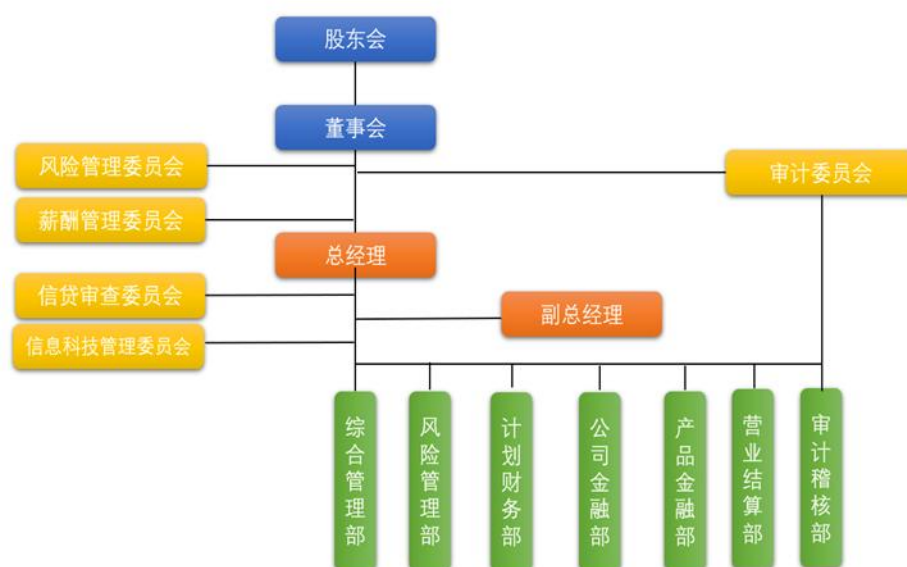 股东会
董事会
风险管理委员会
审计委员会
薪酬管理委员会
总经理
信贷审查委员会
副总经理
信息科技管理委员会
综合管理部
风险管理部
计划财务部
公司金融部
产品金融部
营业结算部
审计稽核部